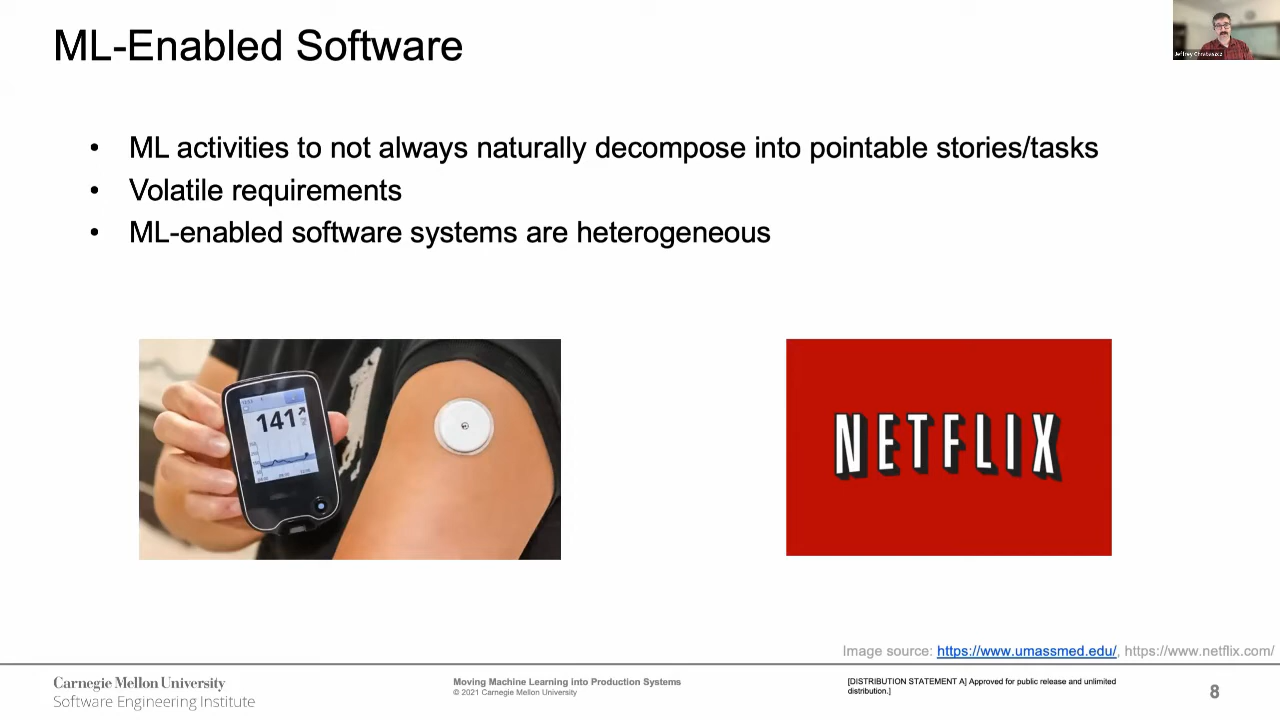 ML-Enabled Software
• ML activities to not always naturally decompose into pointable stories/tasks
• Volatile requirements
• ML-enabled software systems are heterogeneous
141
NETFLIX
Image source: https://www.umassmed.edu/, https://www.netflix.com/
Carnegie Mellon University
Software Engineering Institute
Moving Machine Learning into Production Systems
© 2021 Carnegie Mellon University
[DISTRIBUTION STATEMENT A] Approved for public release and unlimited
distribution.]
8